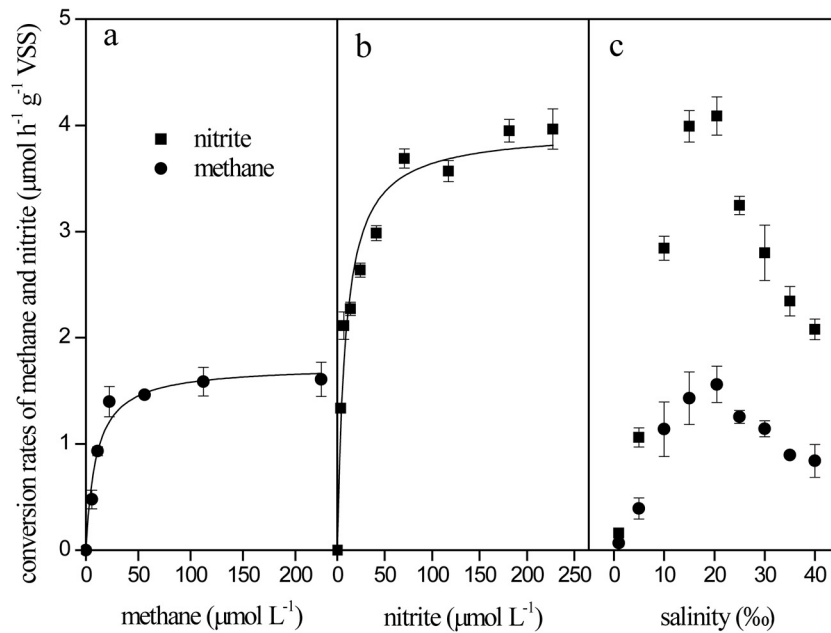 a
b
c
nitrite
methane
conversion rates of methane and nitrite (μmol h⁻¹ g⁻¹ VSS)
5
4
3
2
1
0
0 50 100 150 200
0 50 100 150 200 250
0 10 20 30 40
methane (μmol L⁻¹)
nitrite (μmol L⁻¹)
salinity (‰)